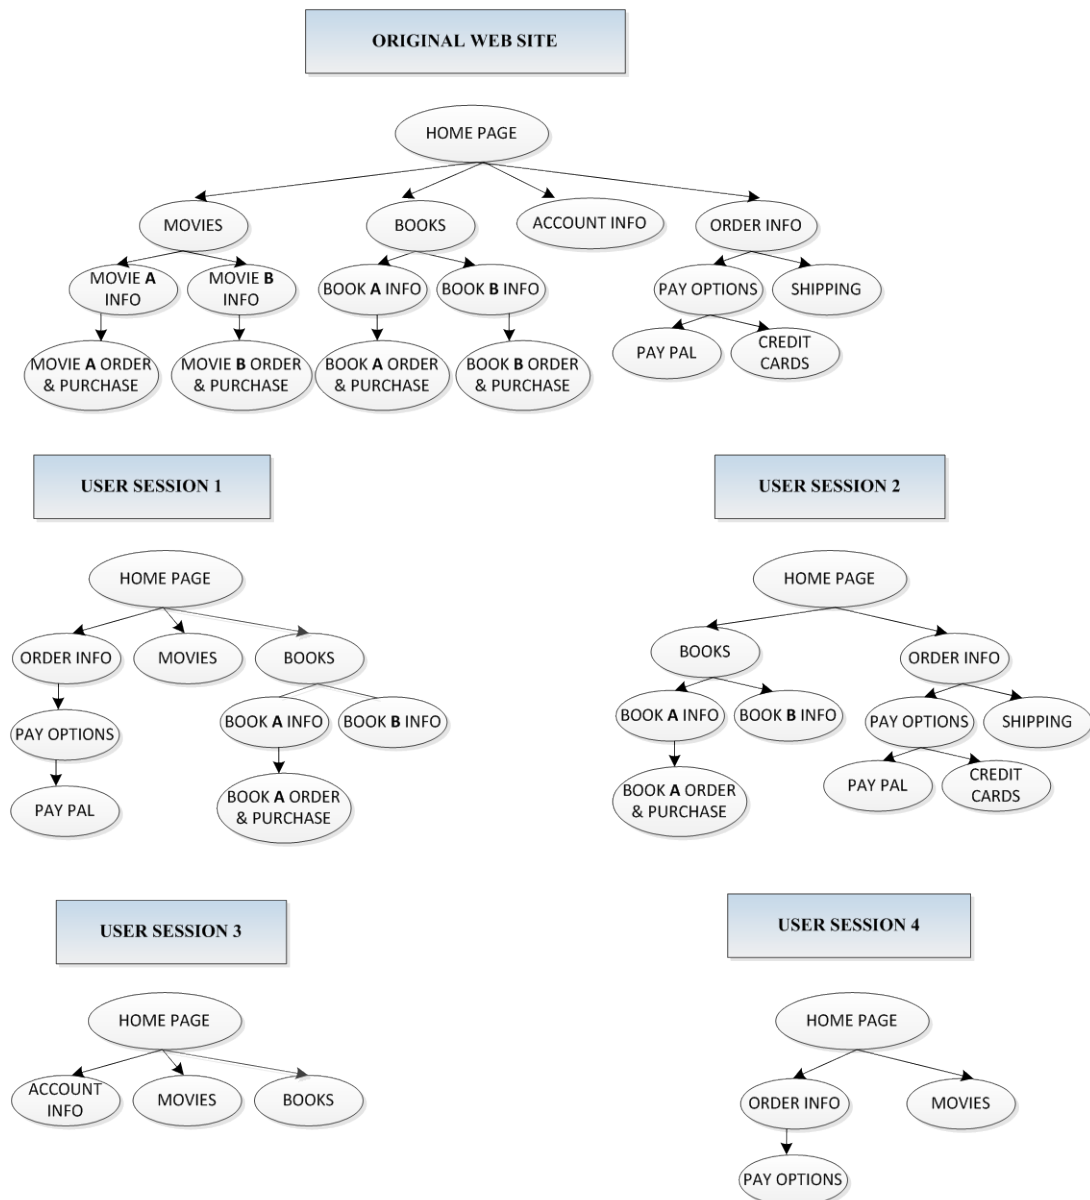 ORIGINAL WEB SITE
HOME PAGE
MOVIES
BOOKS
ACCOUNT INFO
ORDER INFO
MOVIE A
INFO
MOVIE B
INFO
BOOK A INFO
BOOK B INFO
PAY OPTIONS
SHIPPING
MOVIE A ORDER
& PURCHASE
MOVIE B ORDER
& PURCHASE
BOOK A ORDER
& PURCHASE
BOOK B ORDER
& PURCHASE
PAY PAL
CREDIT
CARDS
USER SESSION 1
HOME PAGE
ORDER INFO
MOVIES
BOOKS
PAY OPTIONS
BOOK A INFO
BOOK B INFO
PAY PAL
BOOK A ORDER
& PURCHASE
USER SESSION 2
HOME PAGE
BOOKS
ORDER INFO
BOOK A INFO
BOOK B INFO
PAY OPTIONS
SHIPPING
BOOK A ORDER
& PURCHASE
PAY PAL
CREDIT
CARDS
USER SESSION 3
HOME PAGE
ACCOUNT
INFO
MOVIES
BOOKS
USER SESSION 4
HOME PAGE
ORDER INFO
MOVIES
PAY OPTIONS